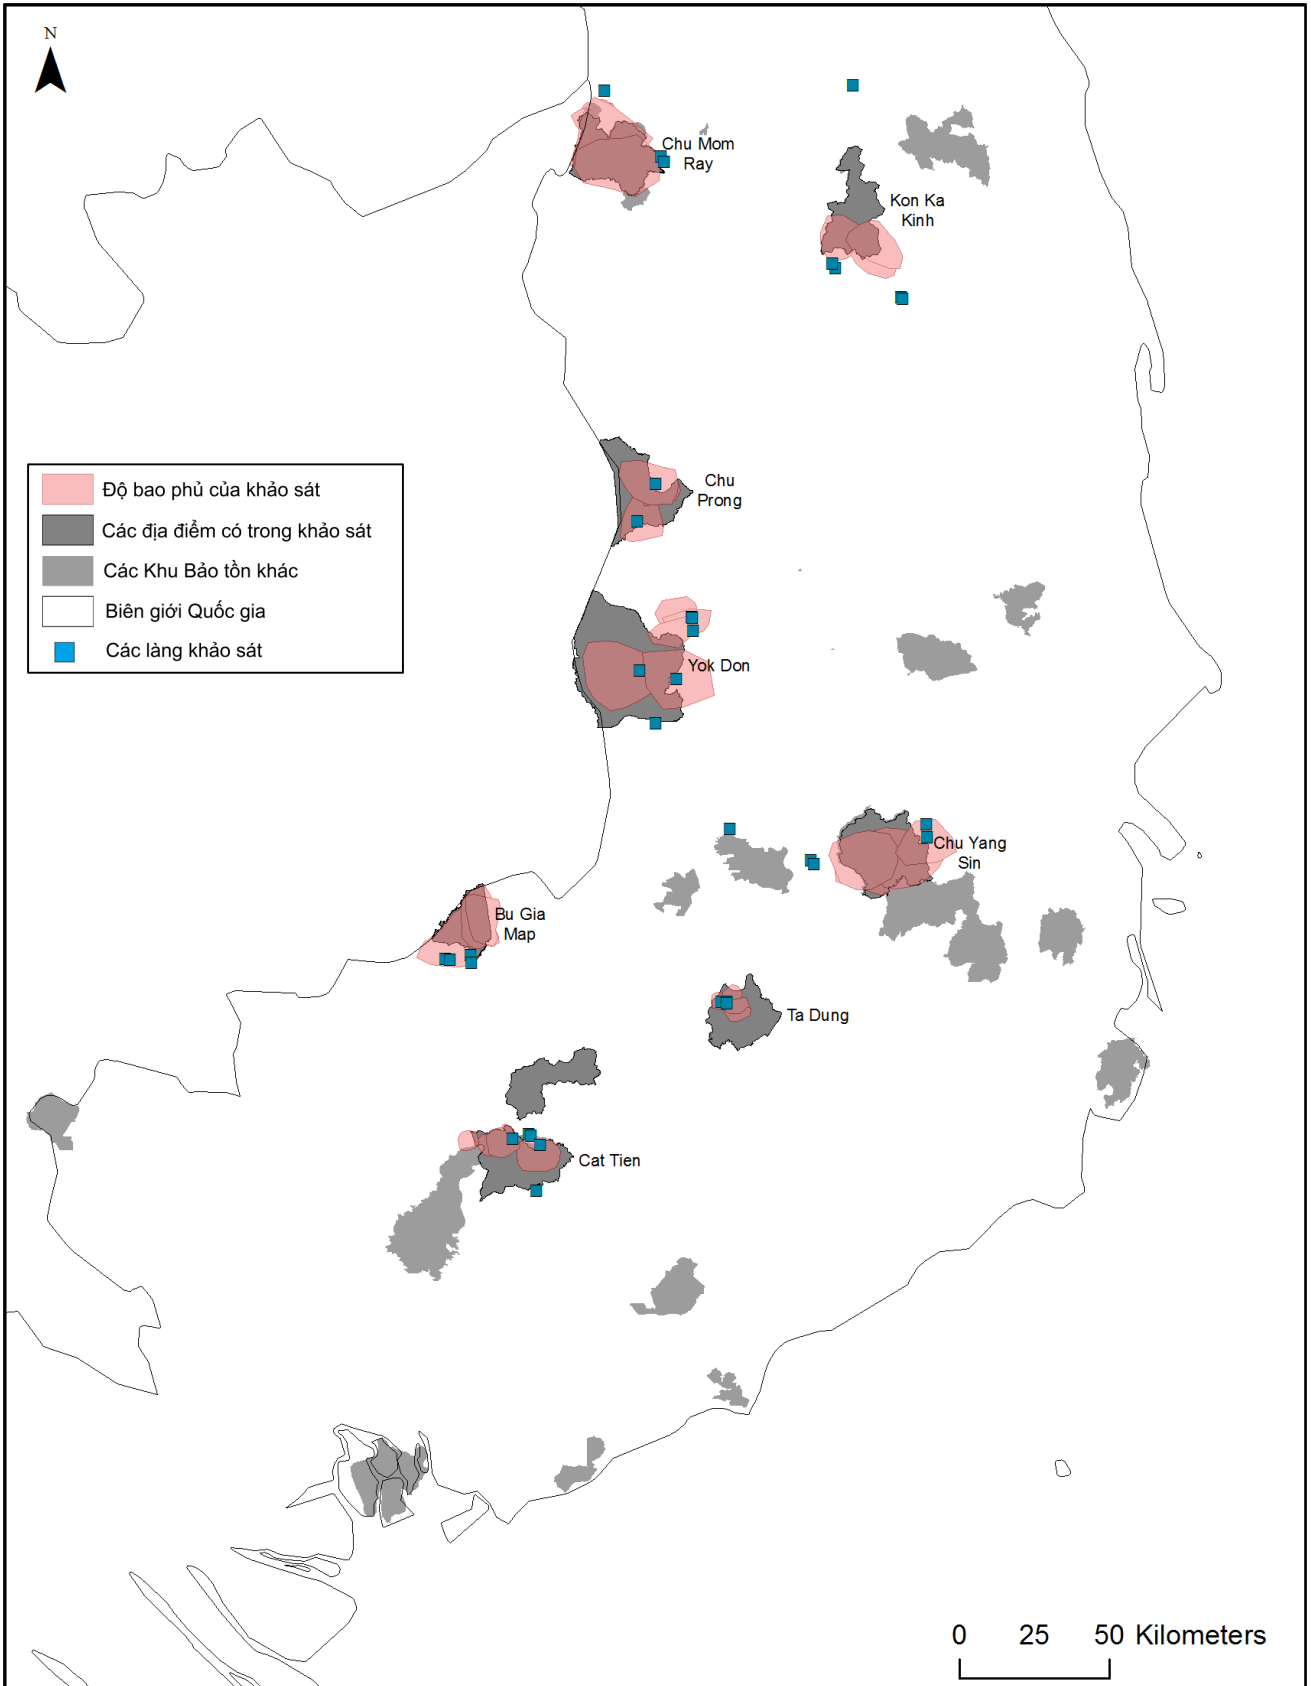 N
Chu Mom
Ray
Kon Ka
Kinh
Chu
Prong
Độ bao phủ của khảo sát
Các địa điểm có trong khảo sát
Các Khu Bảo tồn khác
Biên giới Quốc gia
Các làng khảo sát
Yok Don
Chu Yang
Sin
Bu Gia
Map
Ta Dung
Cat Tien
0 25 50 Kilometers